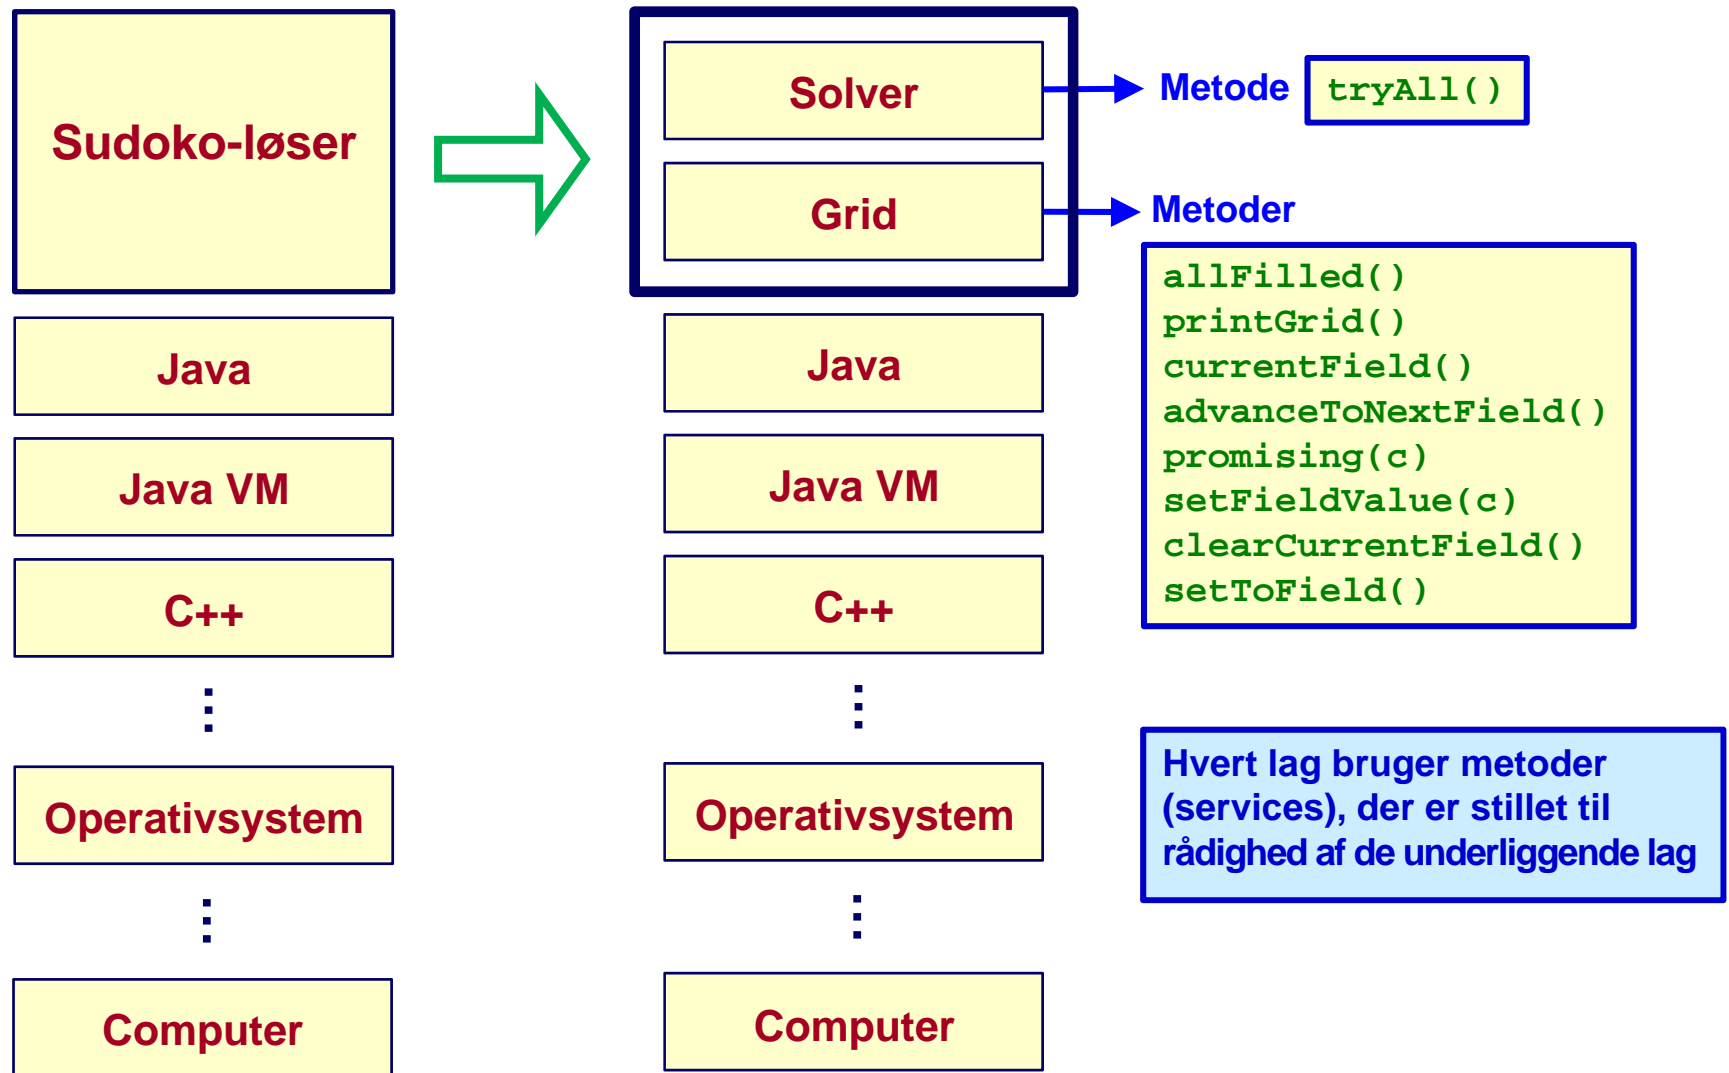 Sudoko-løser
Java
Java VM
C++
Operativsystem
Computer
Solver
Grid
Java
Java VM
C++
Operativsystem
Computer
Metode tryAll()
Metoder
allFilled()
printGrid()
currentField()
advanceToNextField()
promising(c)
setFieldValue(c)
clearCurrentField()
setToField()
Hvert lag bruger metoder
(services), der er stillet til
rådighed af de underliggende lag